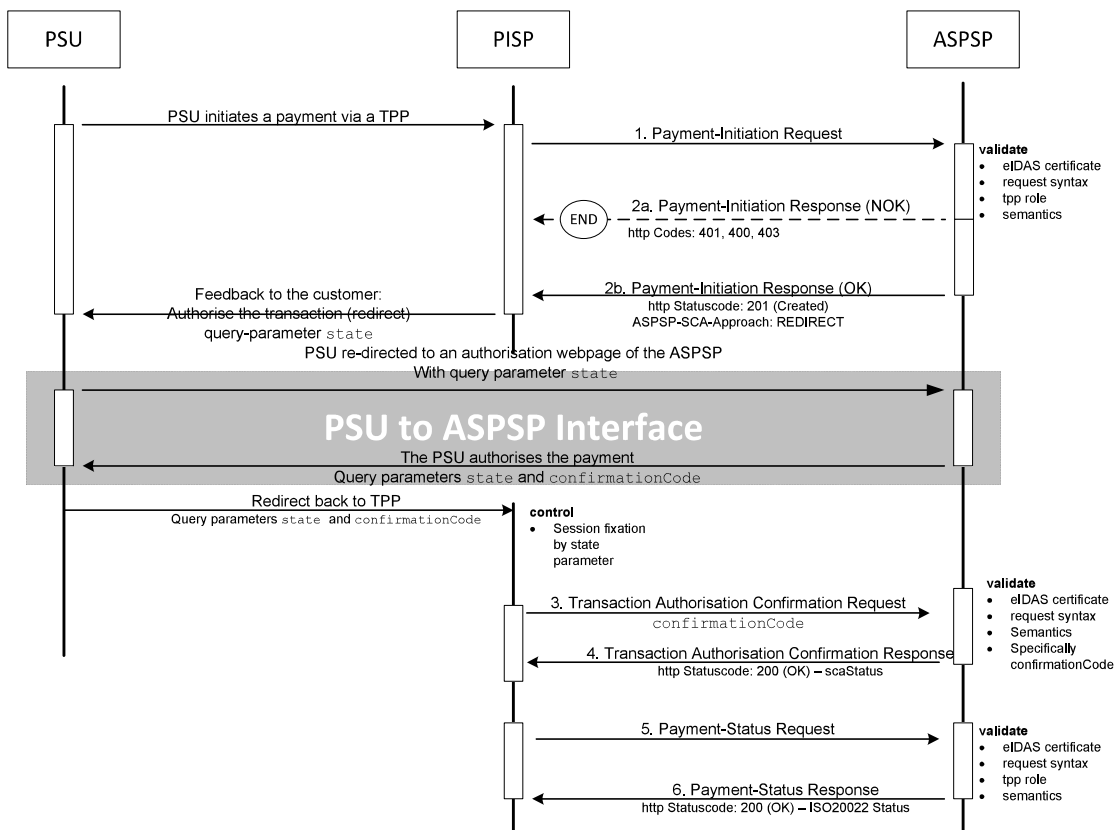 PSU
PISP
ASPSP
PSU initiates a payment via a TPP
1. Payment-Initiation Request
validate
• eIDAS certificate
• request syntax
• tpp role
• semantics
2a. Payment-Initiation Response (NOK)
END
http Codes: 401, 400, 403
2b. Payment-Initiation Response (OK)
http Statuscode: 201 (Created)
ASPSP-SCA-Approach: REDIRECT
Feedback to the customer:
Authorise the transaction (redirect)
query-parameter state
PSU re-directed to an authorisation webpage of the ASPSP
With query parameter state
PSU to ASPSP Interface
The PSU authorises the payment
Query parameters state and confirmationCode
Redirect back to TPP
Query parameters state and confirmationCode
control
• Session fixation
by state
parameter
3. Transaction Authorisation Confirmation Request
confirmationCode
validate
• eIDAS certificate
• request syntax
• Semantics
• Specifically
confirmationCode
4. Transaction Authorisation Confirmation Response
http Statuscode: 200 (OK) – scaStatus
5. Payment-Status Request
validate
• eIDAS certificate
• request syntax
• tpp role
• semantics
6. Payment-Status Response
http Statuscode: 200 (OK) – ISO20022 Status